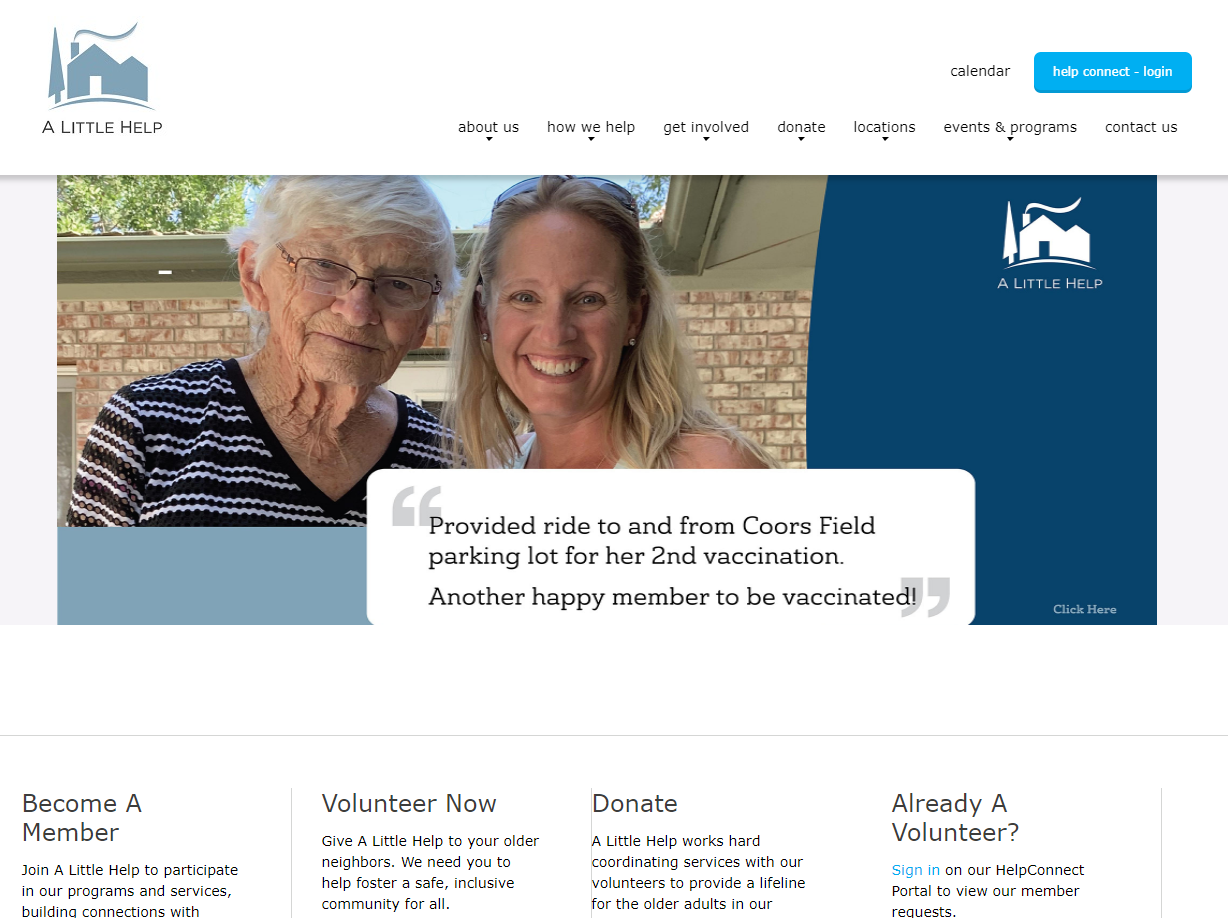 A LITTLE HELP
calendar
help connect - login
about us how we help get involved donate locations events & programs contact us
A LITTLE HELP
Provided ride to and from Coors Field
parking lot for her 2nd vaccination.
Another happy member to be vaccinated!
Click Here
Become A
Member
Join A Little Help to participate
in our programs and services,
building connections with
Volunteer Now
Give A Little Help to your older
neighbors. We need you to
help foster a safe, inclusive
community for all.
Donate
A Little Help works hard
coordinating services with our
volunteers to provide a lifeline
for the older adults in our
Already A
Volunteer?
Sign in on our HelpConnect
Portal to view our member
requests.